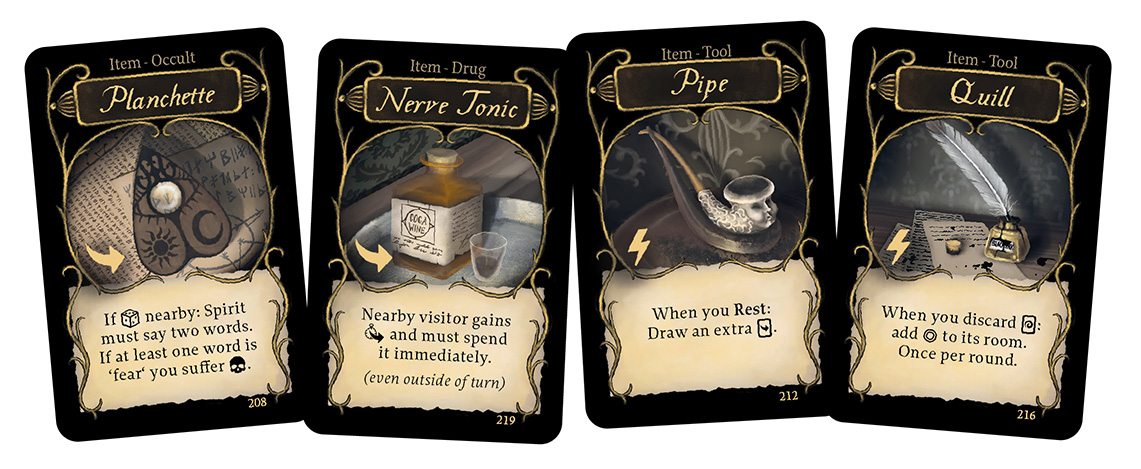 Item - Occult
Planchette
If nearby: Spirit
must say two words.
If at least one word is
‘fear‘ you suffer .
208
Item - Drug
Nerve Tonic
COCA
WINE
Nearby visitor gains
and must spend
it immediately.
(even outside of turn)
219
Item - Tool
Pipe
When you Rest:
Draw an extra .
212
Item - Tool
Quill
When you discard :
add to its room.
Once per round.
216